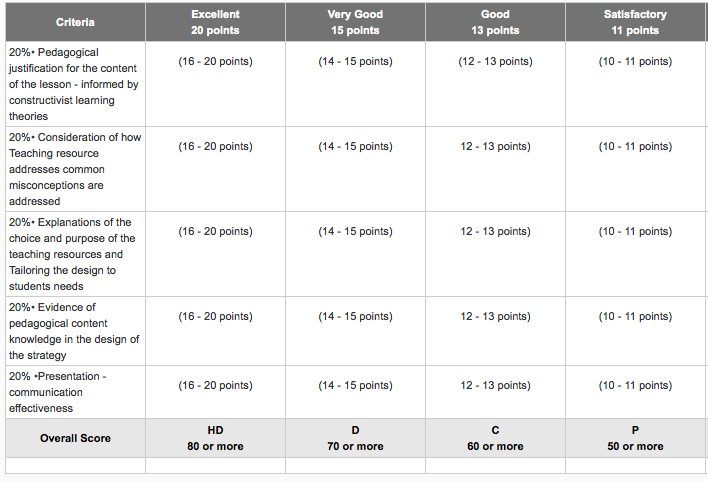 Criteria
Excellent
20 points
Very Good
15 points
Good
13 points
Satisfactory
11 points
20%• Pedagogical
justification for the content
of the lesson - informed by
constructivist learning
theories
(16 - 20 points)
(14 - 15 points)
(12 - 13 points)
(10 - 11 points)
20%• Consideration of how
Teaching resource
addresses common
misconceptions are
addressed
(16 - 20 points)
(14 - 15 points)
12 - 13 points)
(10 - 11 points)
20%• Explanations of the
choice and purpose of the
teaching resources and
Tailoring the design to
students needs
(16 - 20 points)
(14 - 15 points)
12 - 13 points)
(10 - 11 points)
20%• Evidence of
pedagogical content
knowledge in the design of
the strategy
(16 - 20 points)
(14 - 15 points)
12 - 13 points)
(10 - 11 points)
20% •Presentation -
communication
effectiveness
(16 - 20 points)
(14 - 15 points)
12 - 13 points)
(10 - 11 points)
Overall Score
HD
80 or more
D
70 or more
C
60 or more
P
50 or more